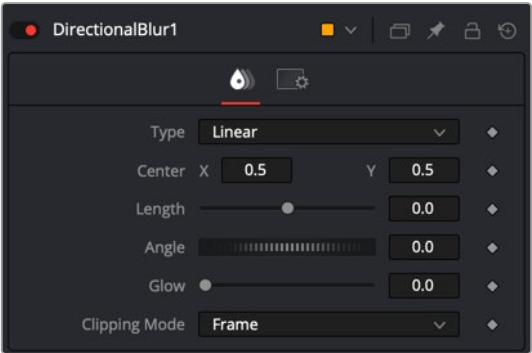 DirectionalBlur1
Type Linear
Center X 0.5 Y 0.5
Length 0.0
Angle 0.0
Glow 0.0
Clipping Mode Frame